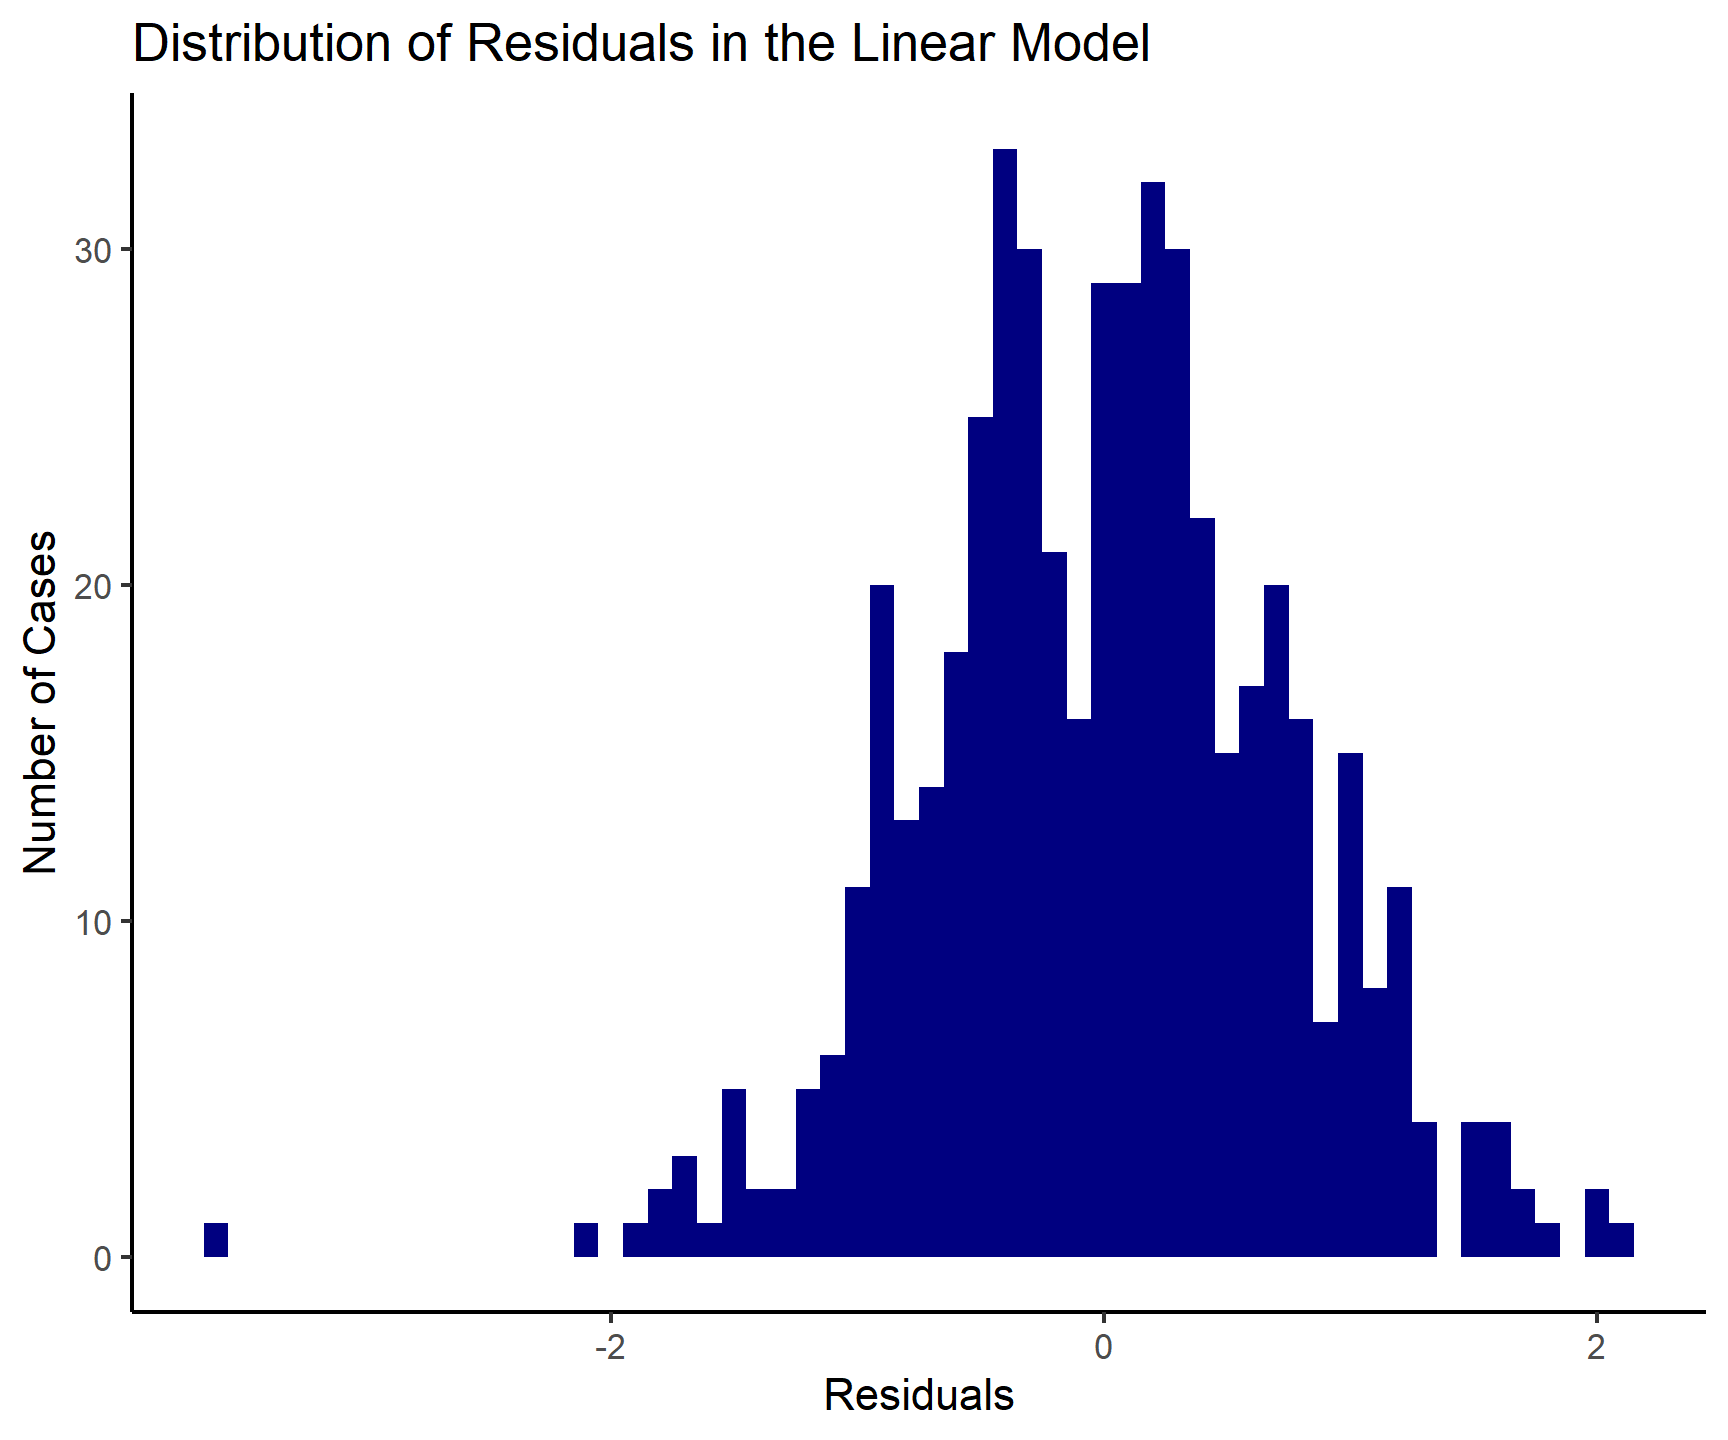 Distribution of Residuals in the Linear Model
Number of Cases
30
20
10
0
-2
0
2
Residuals